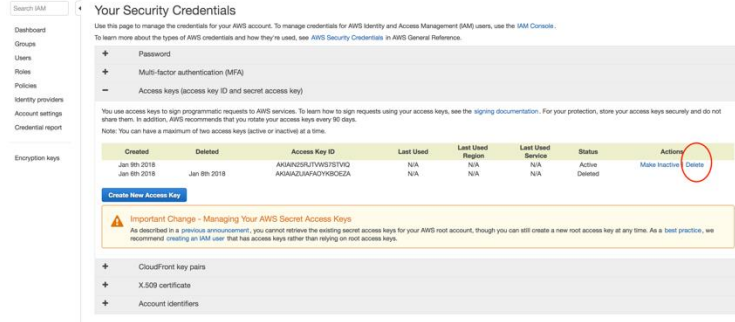 Search IAM
Dashboard
Groups
Users
Roles
Policies
Identity providers
Account settings
Credential report
Encryption keys
Your Security Credentials
Use this page to manage the credentials for your AWS account. To manage credentials for AWS Identity and Access Management (IAM) users, use the IAM Console.
To learn more about the types of AWS credentials and how they're used, see AWS Security Credentials in AWS General Reference.
+ Password
+ Multi-factor authentication (MFA)
− Access keys (access key ID and secret access key)
You use access keys to sign programmatic requests to AWS services. To learn how to sign requests using your access keys, see the signing documentation. For your protection, store your access keys securely and do not
share them. In addition, AWS recommends that you rotate your access keys every 90 days.
Note: You can have a maximum of two access keys (active or inactive) at a time.
Created Deleted Access Key ID Last Used Last Used Region Last Used Service Status Actions
Jan 9th 2018 AKIAIN25RJTVWS7STVIQ N/A N/A N/A Active Make Inactive | Delete
Jan 6th 2018 Jan 8th 2018 AKIAIAZUIAFADYKBOEZA N/A N/A N/A Deleted
Create New Access Key
Important Change - Managing Your AWS Secret Access Keys
As described in a previous announcement, you cannot retrieve the existing secret access keys for your AWS root account, though you can still create a new root access key at any time. As a best practice, we
recommend creating an IAM user that has access keys rather than relying on root access keys.
+ CloudFront key pairs
+ X.509 certificate
+ Account identifiers